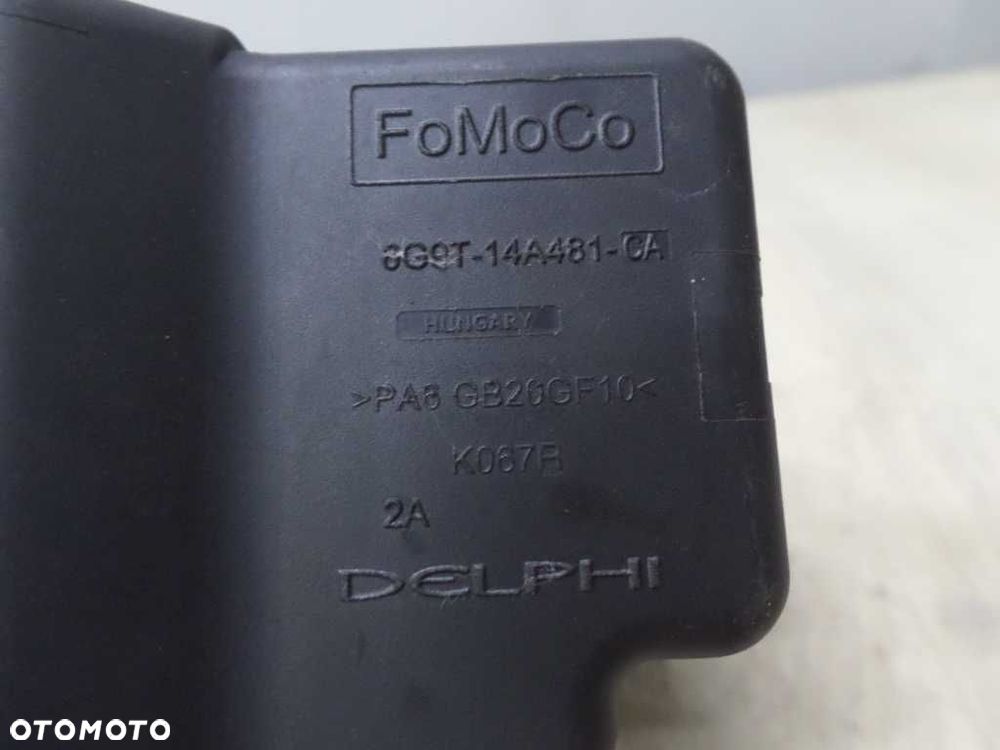 FoMoCo
8G9T-14A481-CA
HUNGARY
>PA6 GB20GF10<
K067R
2A
DELPHI
OTOMOTO